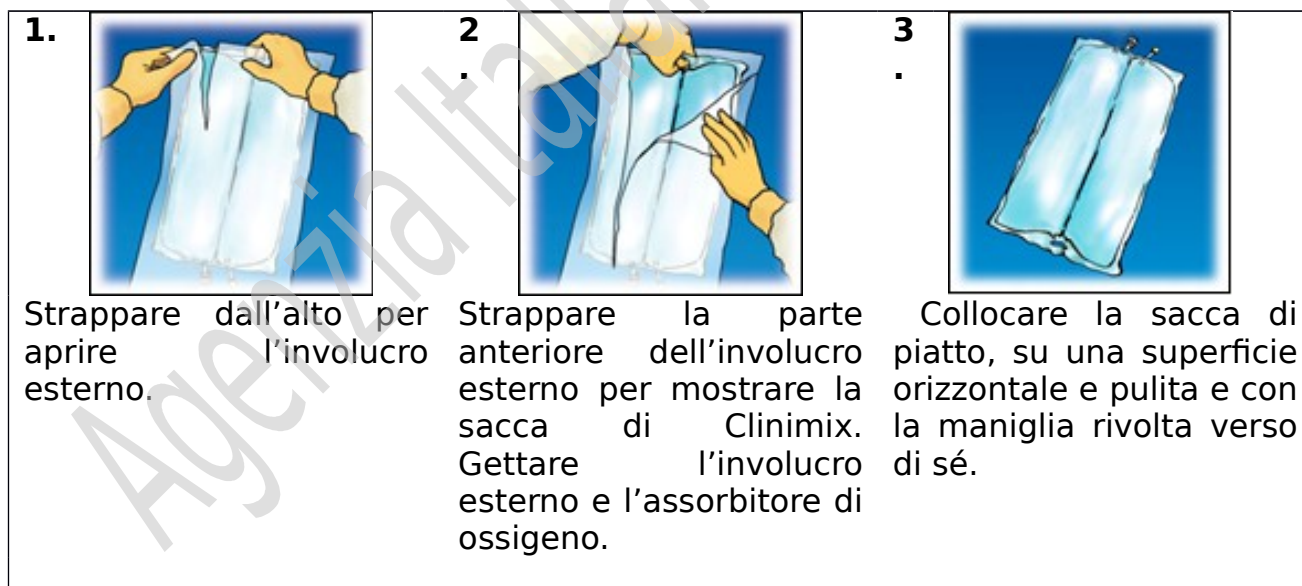 1.
Strappare dall'alto per
aprire l'involucro
esterno.
2
.
Strappare la parte
anteriore dell'involucro
esterno per mostrare la
sacca di Clinimix.
Gettare l'involucro
esterno e l'assorbitore di
ossigeno.
3
.
Collocare la sacca di
piatto, su una superficie
orizzontale e pulita e con
la maniglia rivolta verso
di sé.
Agenzia Italia